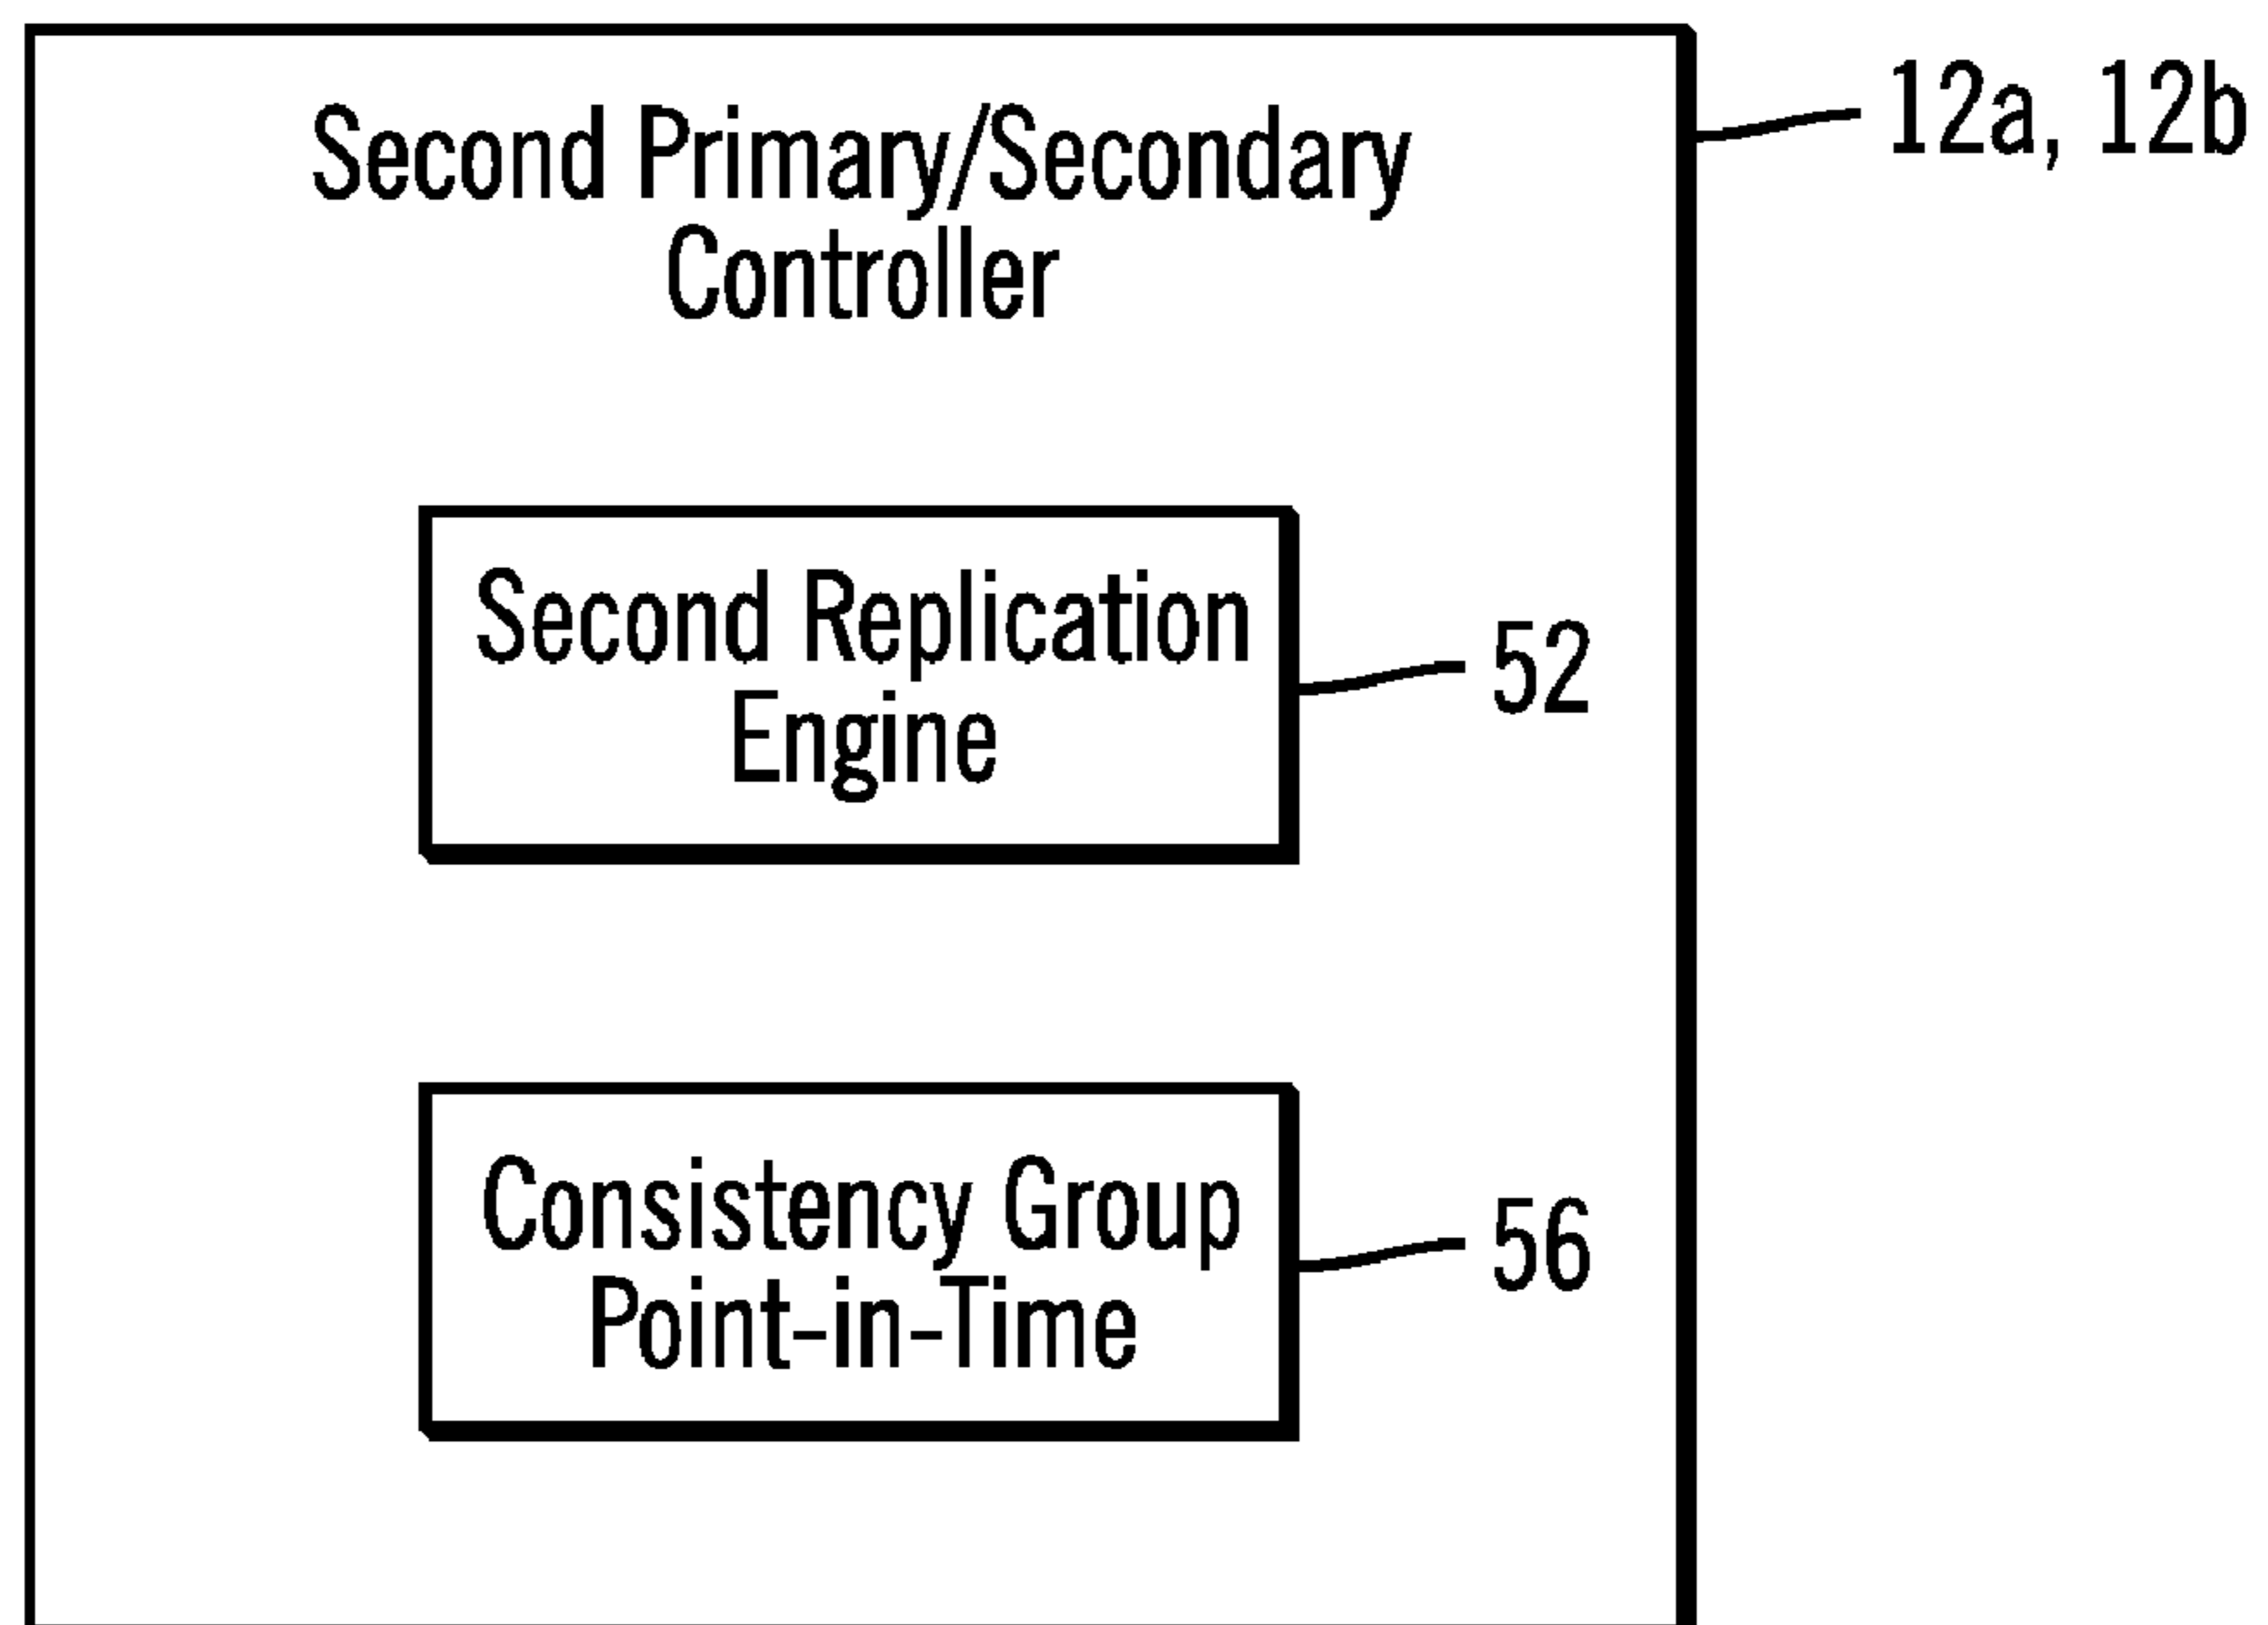 Second Primary/Secondary
Controller
12a, 12b
Second Replication
Engine
52
Consistency Group
Point-in-Time
56